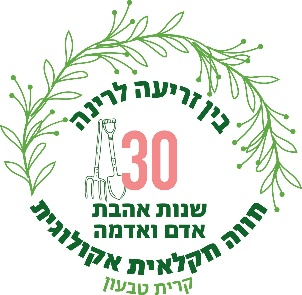 בין זריעה לרינה
30
שנות אהבת
אדם ואדמה
חווה חקלאית אקולוגית
קרית טבעון